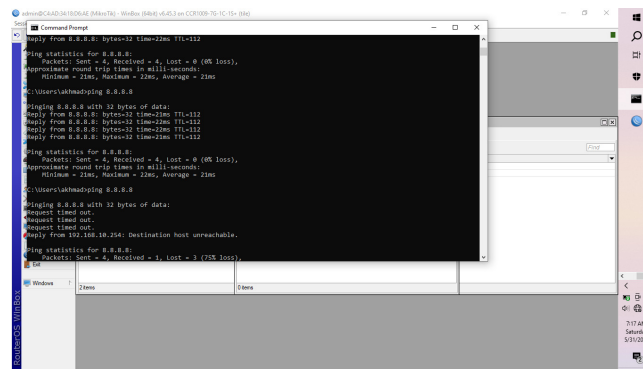 admin@C4:AD:34:1B:D6:AE (MikroTik) - WinBox (64bit) v6.45.3 on CCR1009-7G-1C-1S+ (tile)
Command Prompt
Reply from 8.8.8.8: bytes=32 time=22ms TTL=112
Ping statistics for 8.8.8.8:
Packets: Sent = 4, Received = 4, Lost = 0 (0% loss),
Approximate round trip times in milli-seconds:
Minimum = 21ms, Maximum = 22ms, Average = 21ms
C:\Users\akhmad>ping 8.8.8.8
Pinging 8.8.8.8 with 32 bytes of data:
Reply from 8.8.8.8: bytes=32 time=21ms TTL=112
Reply from 8.8.8.8: bytes=32 time=22ms TTL=112
Reply from 8.8.8.8: bytes=32 time=21ms TTL=112
Reply from 8.8.8.8: bytes=32 time=21ms TTL=112
Ping statistics for 8.8.8.8:
Packets: Sent = 4, Received = 4, Lost = 0 (0% loss),
Approximate round trip times in milli-seconds:
Minimum = 21ms, Maximum = 22ms, Average = 21ms
C:\Users\akhmad>ping 8.8.8.8
Pinging 8.8.8.8 with 32 bytes of data:
Request timed out.
Request timed out.
Request timed out.
Reply from 192.168.10.254: Destination host unreachable.
Ping statistics for 8.8.8.8:
Packets: Sent = 4, Received = 1, Lost = 3 (75% loss),
Find
Exit
Windows
2 items
0 items
RouterOS WinBox
7:17 AM
Saturday
5/31/20